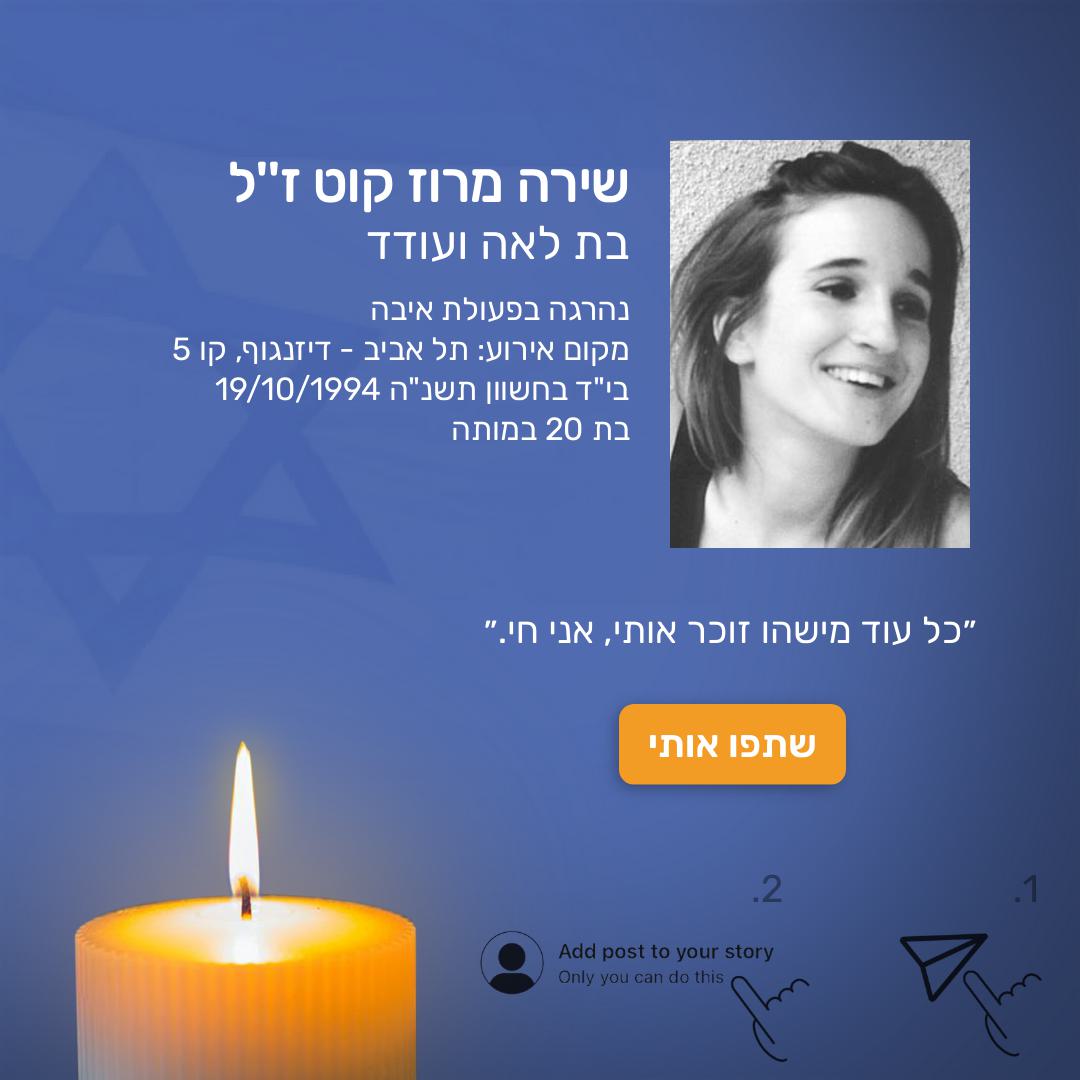 שירה מרוז קוט ז"ל
בת לאה ועודד
נהרגה בפעולת איבה
מקום אירוע: תל אביב - דיזנגוף, קו 5
בי"ד בחשוון תשנ"ה 19/10/1994
בת 20 במותה
״כל עוד מישהו זוכר אותי, אני חי.״
שתפו אותי
1.
2.
Add post to your story
Only you can do this